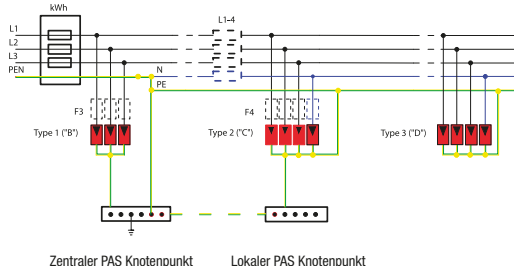 kWh
L1-4
L1
L2
L3
PEN
N
PE
F3
F4
Type 1 ("B")
Type 2 ("C")
Type 3 ("D")
Zentraler PAS Knotenpunkt
Lokaler PAS Knotenpunkt